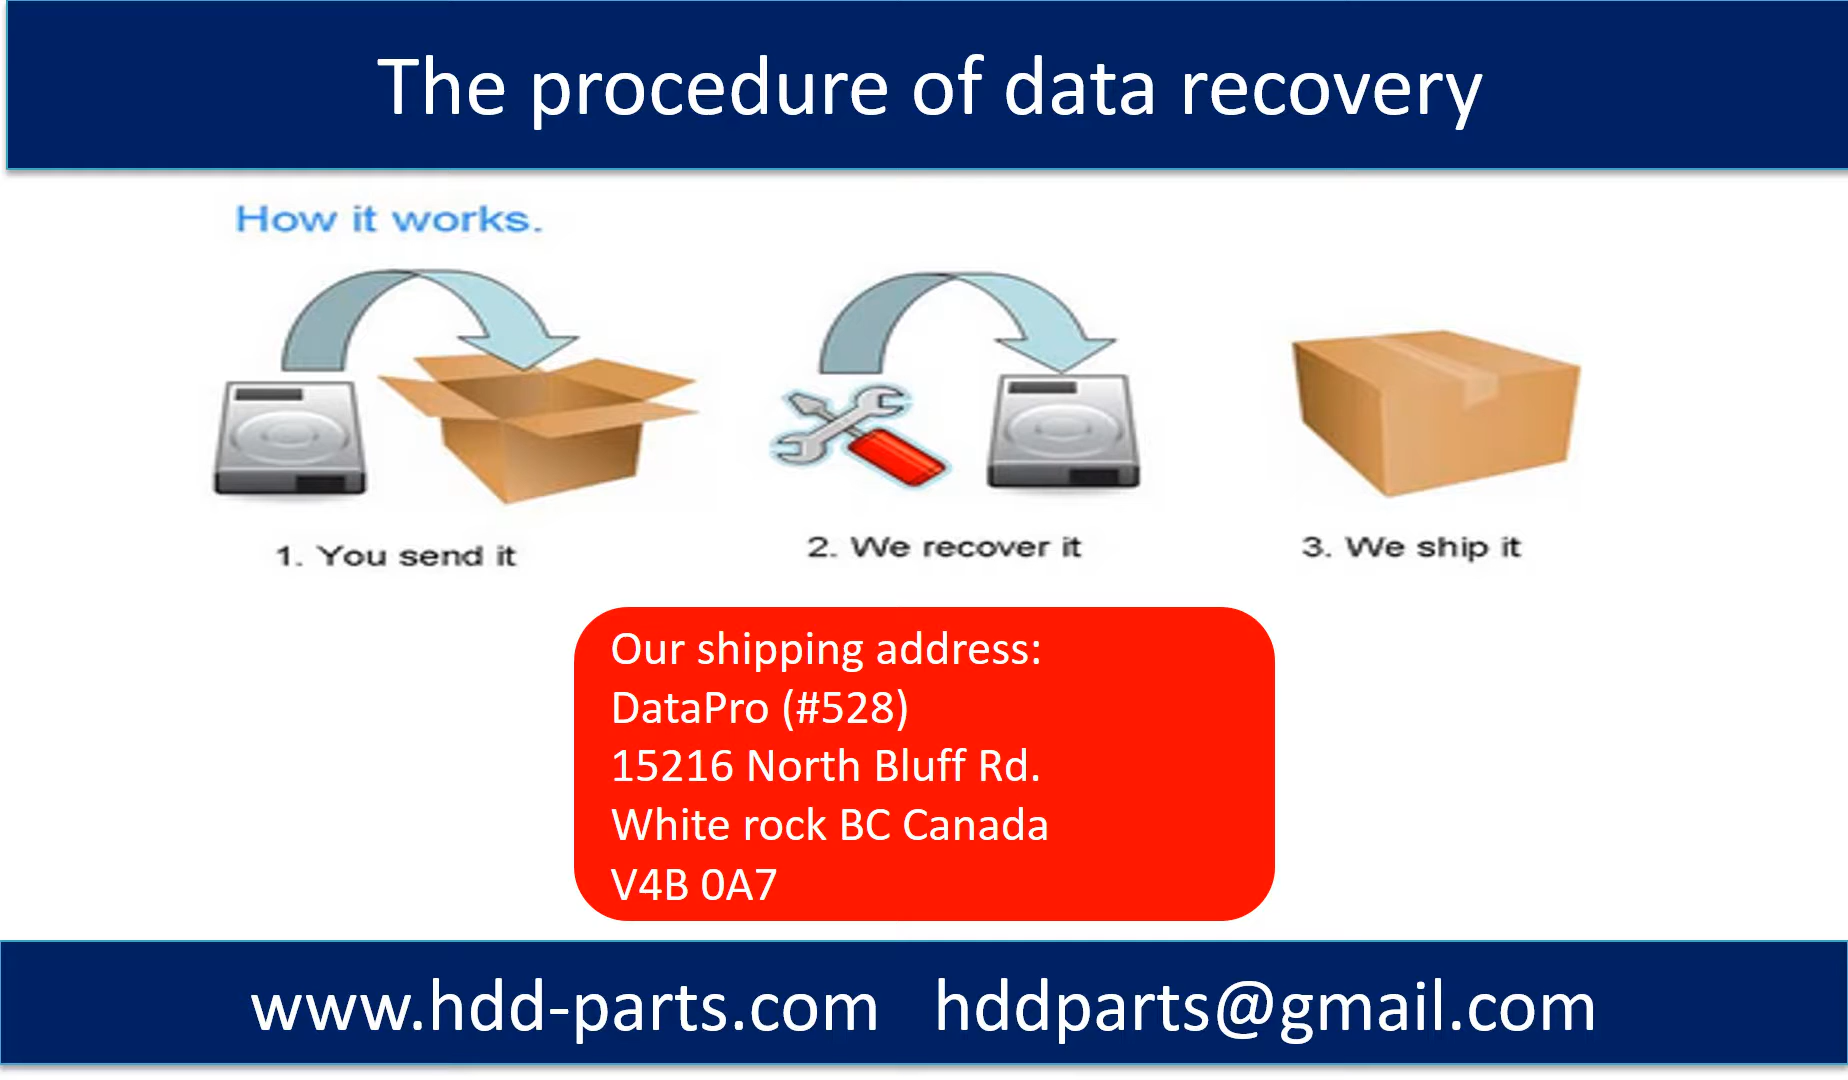 The procedure of data recovery
How it works.
1. You send it
2. We recover it
3. We ship it
Our shipping address:
DataPro (#528)
15216 North Bluff Rd.
White rock BC Canada
V4B 0A7
www.hdd-parts.com hddparts@gmail.com